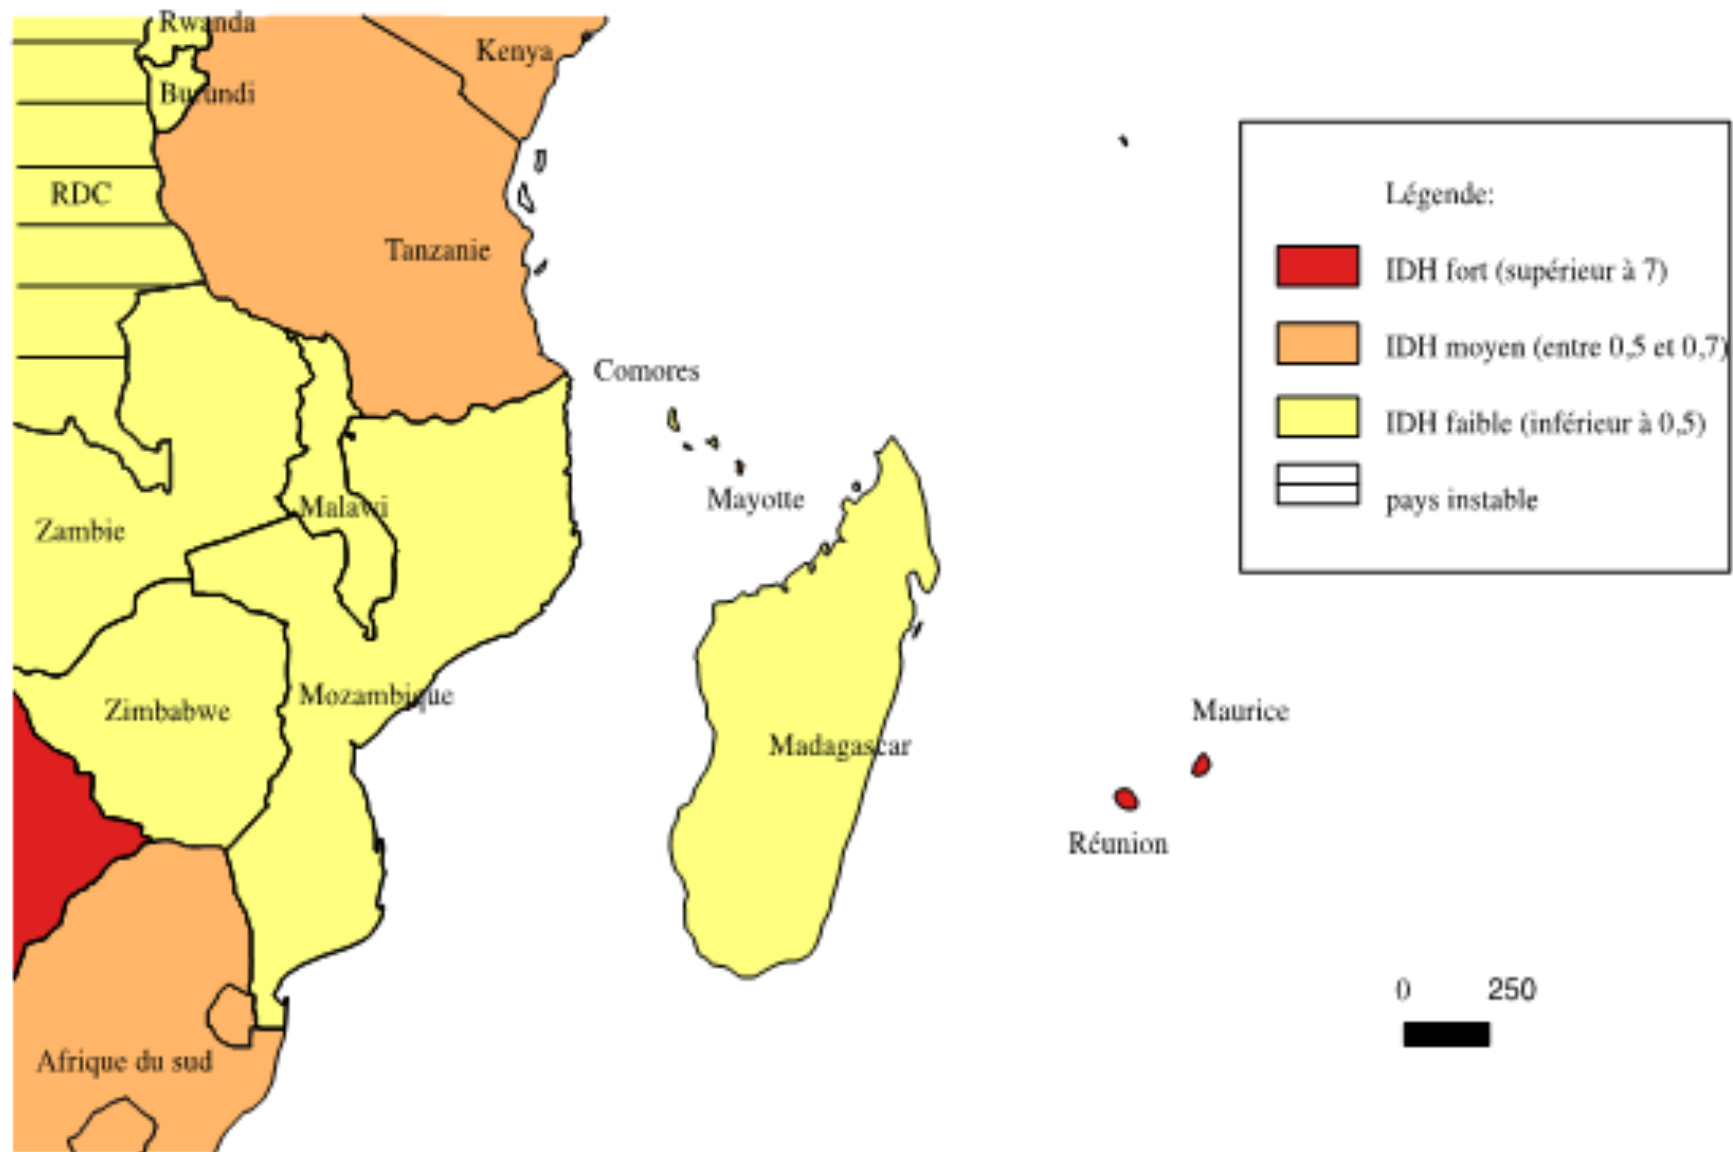 Rwanda
Kenya
Burundi
RDC
Tanzanie
Comores
Mayotte
Malawi
Zambie
Zimbabwe
Mozambique
Madagascar
Maurice
Réunion
Afrique du sud
Légende:
IDH fort (supérieur à 7)
IDH moyen (entre 0,5 et 0,7)
IDH faible (inférieur à 0,5)
pays instable
0 250